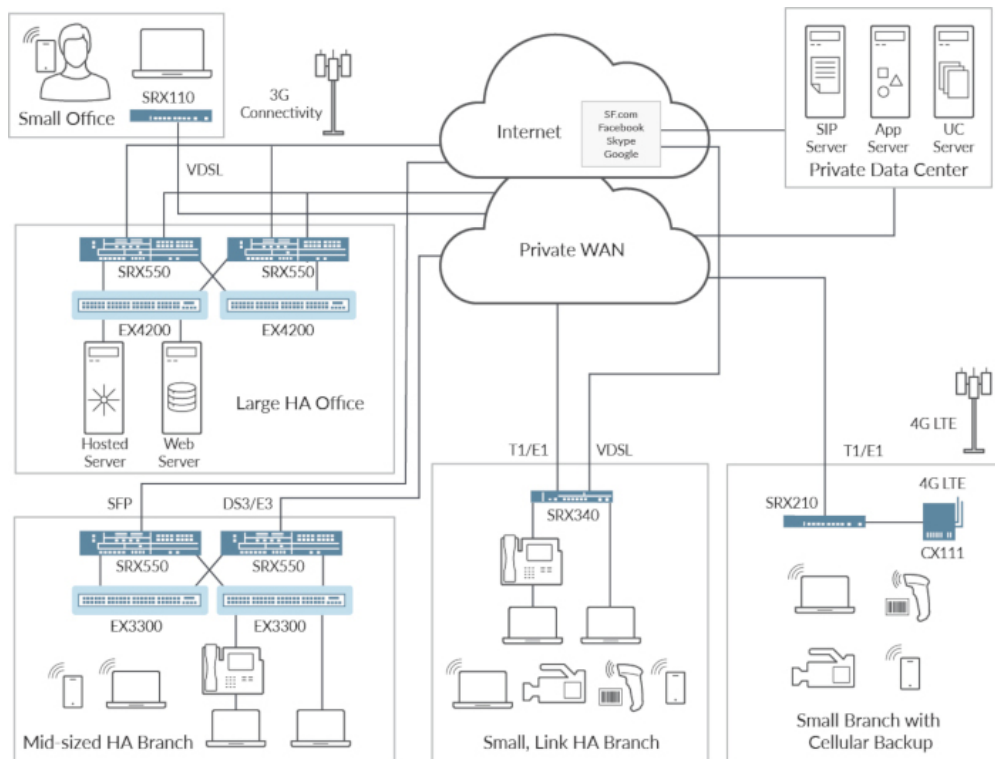 SRX110
Small Office
3G
Connectivity
VDSL
Internet
SF.com
Facebook
Skype
Google
SIP
Server
App
Server
UC
Server
Private Data Center
Private WAN
SRX550
SRX550
EX4200
EX4200
Hosted
Server
Web
Server
Large HA Office
SFP
DS3/E3
SRX550
SRX550
EX3300
EX3300
Mid-sized HA Branch
T1/E1
VDSL
SRX340
Small, Link HA Branch
4G LTE
T1/E1
4G LTE
SRX210
CX111
Small Branch with
Cellular Backup